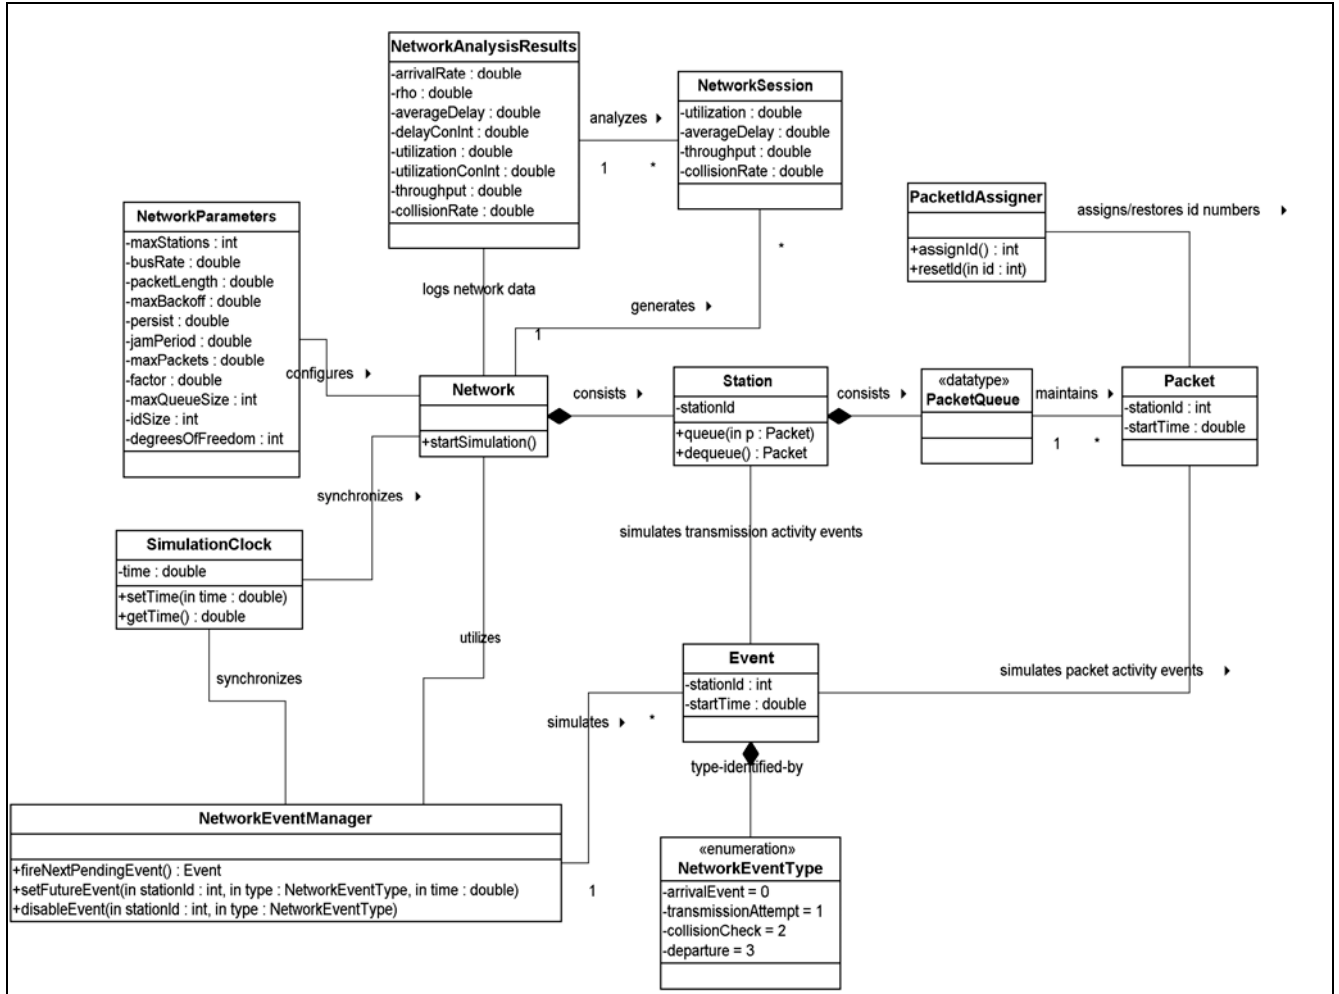 NetworkAnalysisResults
-arrivalRate : double
-rho : double
-averageDelay : double
-delayConInt : double
-utilization : double
-utilizationConInt : double
-throughput : double
-collisionRate : double
analyzes
1
*
NetworkSession
-utilization : double
-averageDelay : double
-throughput : double
-collisionRate : double
PacketIdAssigner
+assignId() : int
+resetId(in id : int)
assigns/restores id numbers
NetworkParameters
-maxStations : int
-busRate : double
-packetLength : double
-maxBackoff : double
-persist : double
-jamPeriod : double
-maxPackets : double
-factor : double
-maxQueueSize : int
-idSize : int
-degreesOfFreedom : int
logs network data
*
generates
1
configures
Network
+startSimulation()
consists
Station
-stationId
+queue(in p : Packet)
+dequeue() : Packet
consists
«datatype»
PacketQueue
maintains
1
*
Packet
-stationId : int
-startTime : double
synchronizes
SimulationClock
-time : double
+setTime(in time : double)
+getTime() : double
simulates transmission activity events
utilizes
synchronizes
Event
-stationId : int
-startTime : double
simulates packet activity events
simulates
*
type-identified-by
NetworkEventManager
+fireNextPendingEvent() : Event
+setFutureEvent(in stationId : int, in type : NetworkEventType, in time : double)
+disableEvent(in stationId : int, in type : NetworkEventType)
1
«enumeration»
NetworkEventType
-arrivalEvent = 0
-transmissionAttempt = 1
-collisionCheck = 2
-departure = 3